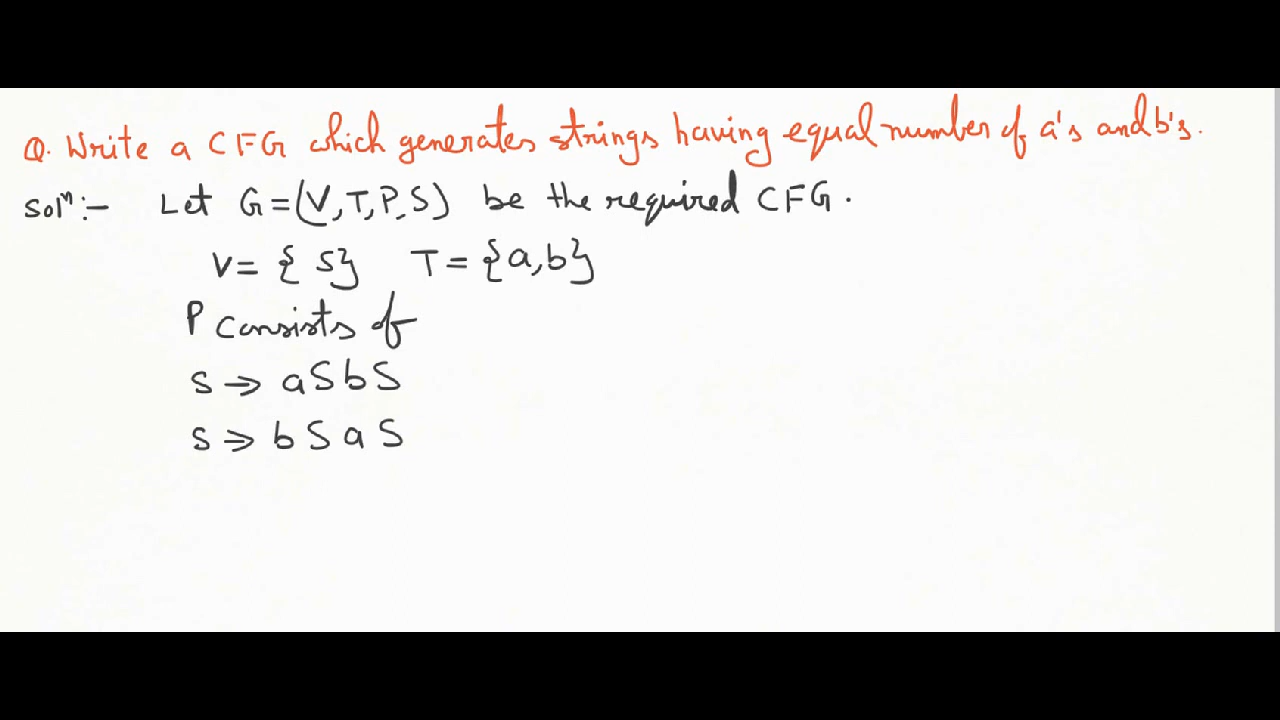 Q. Write a CFG which generates strings having equal number of a's and b's.
Solⁿ :- Let G = (V, T, P, S) be the required CFG.
V = { S} T = {a, b}
P consists of
S → aSbS
S → bSaS